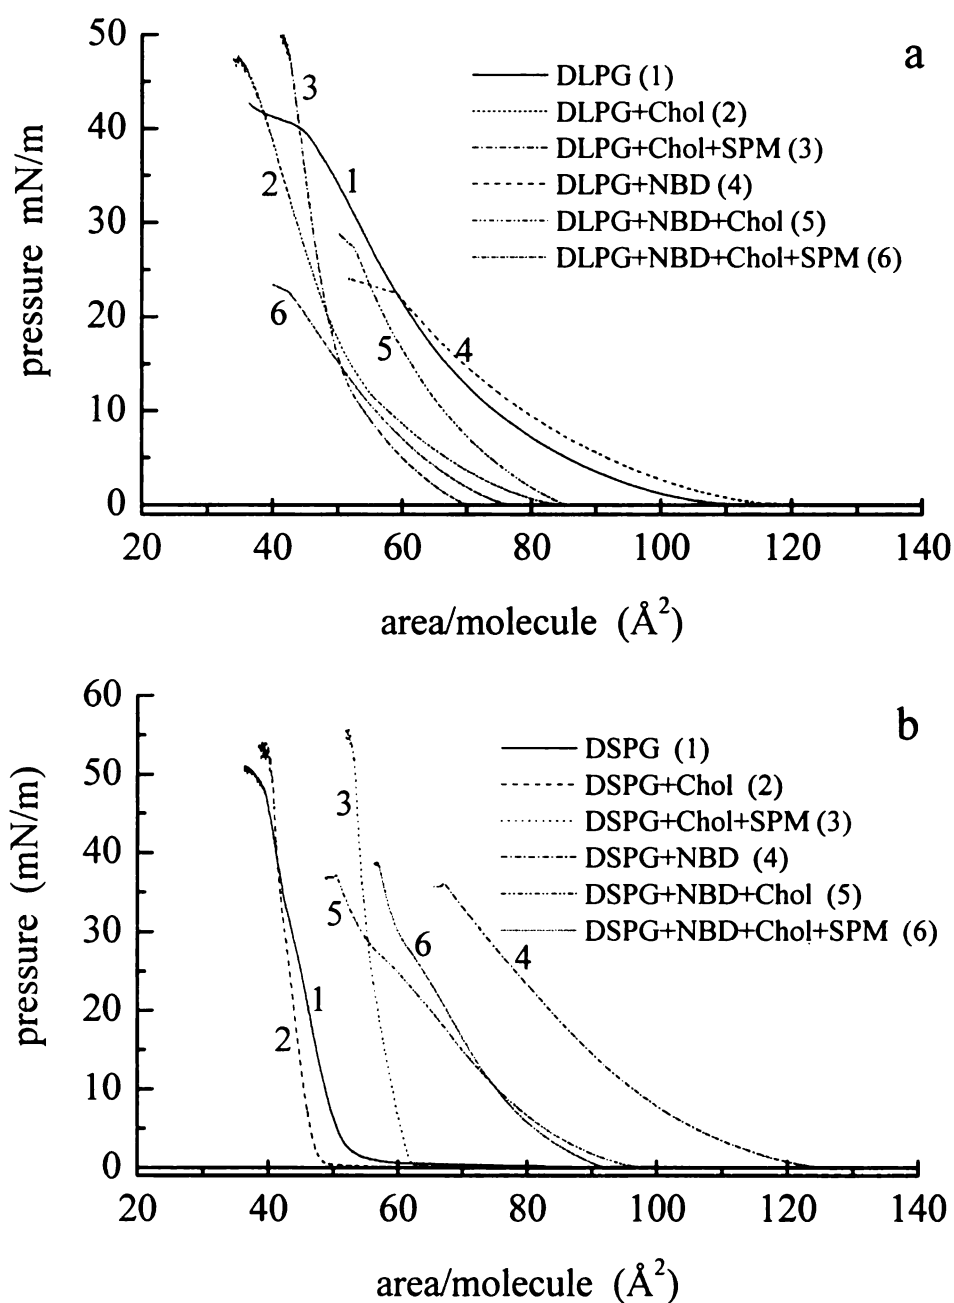 a
50
40
30
20
10
0
pressure mN/m
DLPG (1)
DLPG+Chol (2)
DLPG+Chol+SPM (3)
DLPG+NBD (4)
DLPG+NBD+Chol (5)
DLPG+NBD+Chol+SPM (6)
3
1
2
6
5
4
20 40 60 80 100 120 140
area/molecule (Å²)
b
60
50
40
30
20
10
0
pressure (mN/m)
DSPG (1)
DSPG+Chol (2)
DSPG+Chol+SPM (3)
DSPG+NBD (4)
DSPG+NBD+Chol (5)
DSPG+NBD+Chol+SPM (6)
3
5
6
4
1
2
20 40 60 80 100 120 140
area/molecule (Å²)